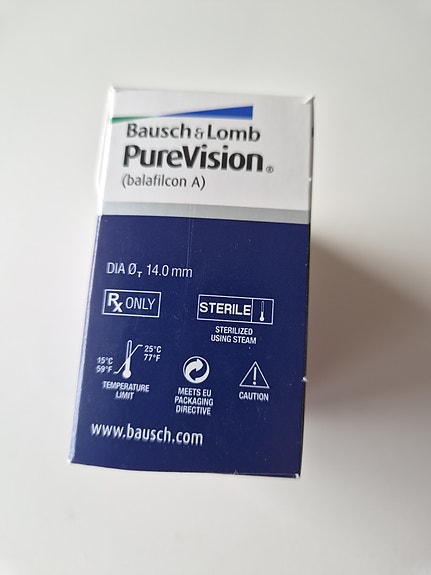 Bausch & Lomb
PureVision®
(balafilcon A)
DIA Ø_T 14.0 mm
Rx ONLY
STERILE
STERILIZED
USING STEAM
25°C
77°F
15°C
59°F
TEMPERATURE
LIMIT
MEETS EU
PACKAGING
DIRECTIVE
CAUTION
www.bausch.com